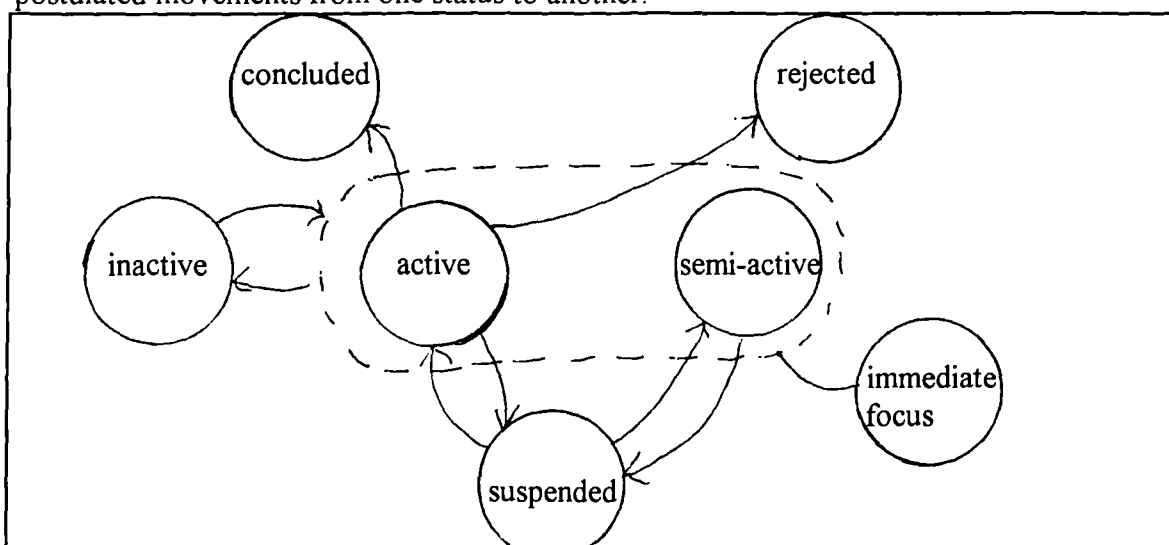 postulated movements from one status to another.
concluded
rejected
inactive
active
semi-active
immediate
focus
suspended